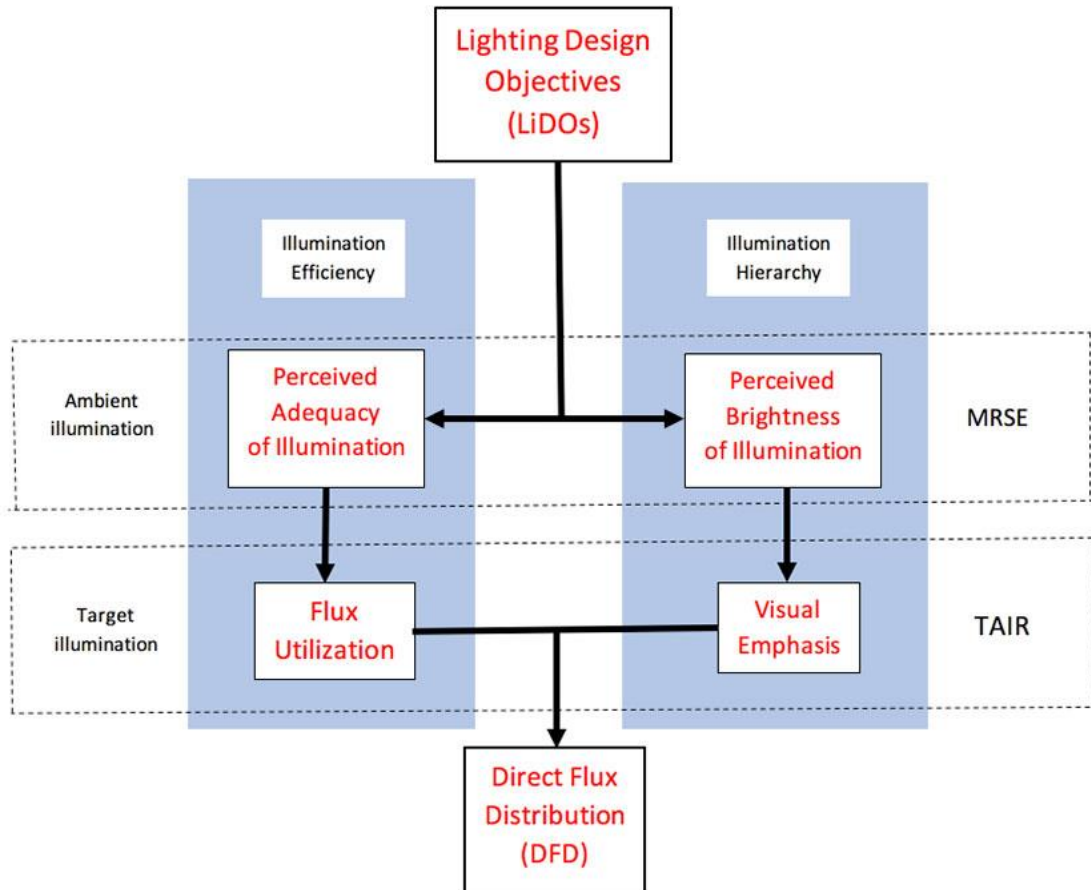 Lighting Design
Objectives
(LiDOs)
Illumination
Efficiency
Illumination
Hierarchy
Ambient
illumination
Perceived
Adequacy
of Illumination
Perceived
Brightness
of Illumination
MRSE
Target
illumination
Flux
Utilization
Visual
Emphasis
TAIR
Direct Flux
Distribution
(DFD)